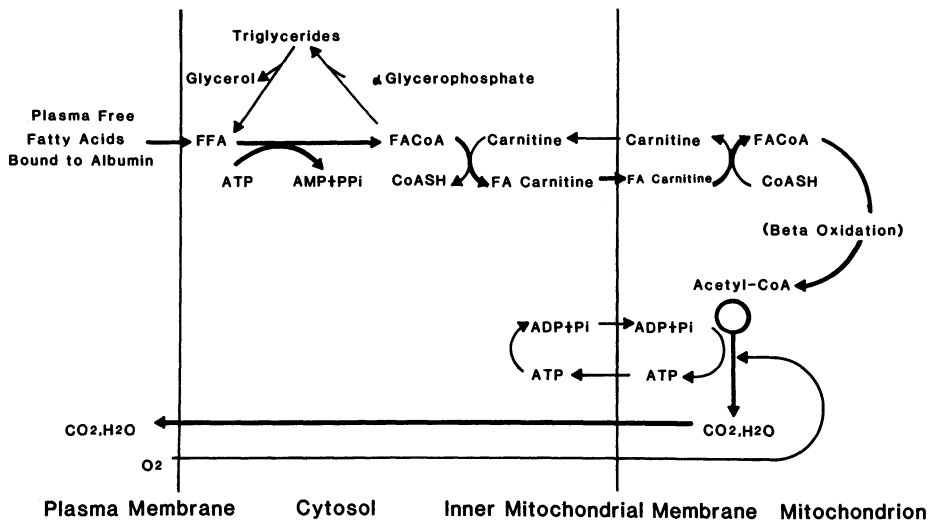 Triglycerides
Glycerol
α Glycerophosphate
Plasma Free
Fatty Acids
Bound to Albumin
FFA
FACoA
Carnitine
Carnitine
FACoA
ATP
AMP+PPi
CoASH
FA Carnitine
FA Carnitine
CoASH
(Beta Oxidation)
Acetyl-CoA
ADP+Pi
ADP+Pi
ATP
ATP
CO2,H2O
CO2,H2O
O2
Plasma Membrane
Cytosol
Inner Mitochondrial Membrane
Mitochondrion